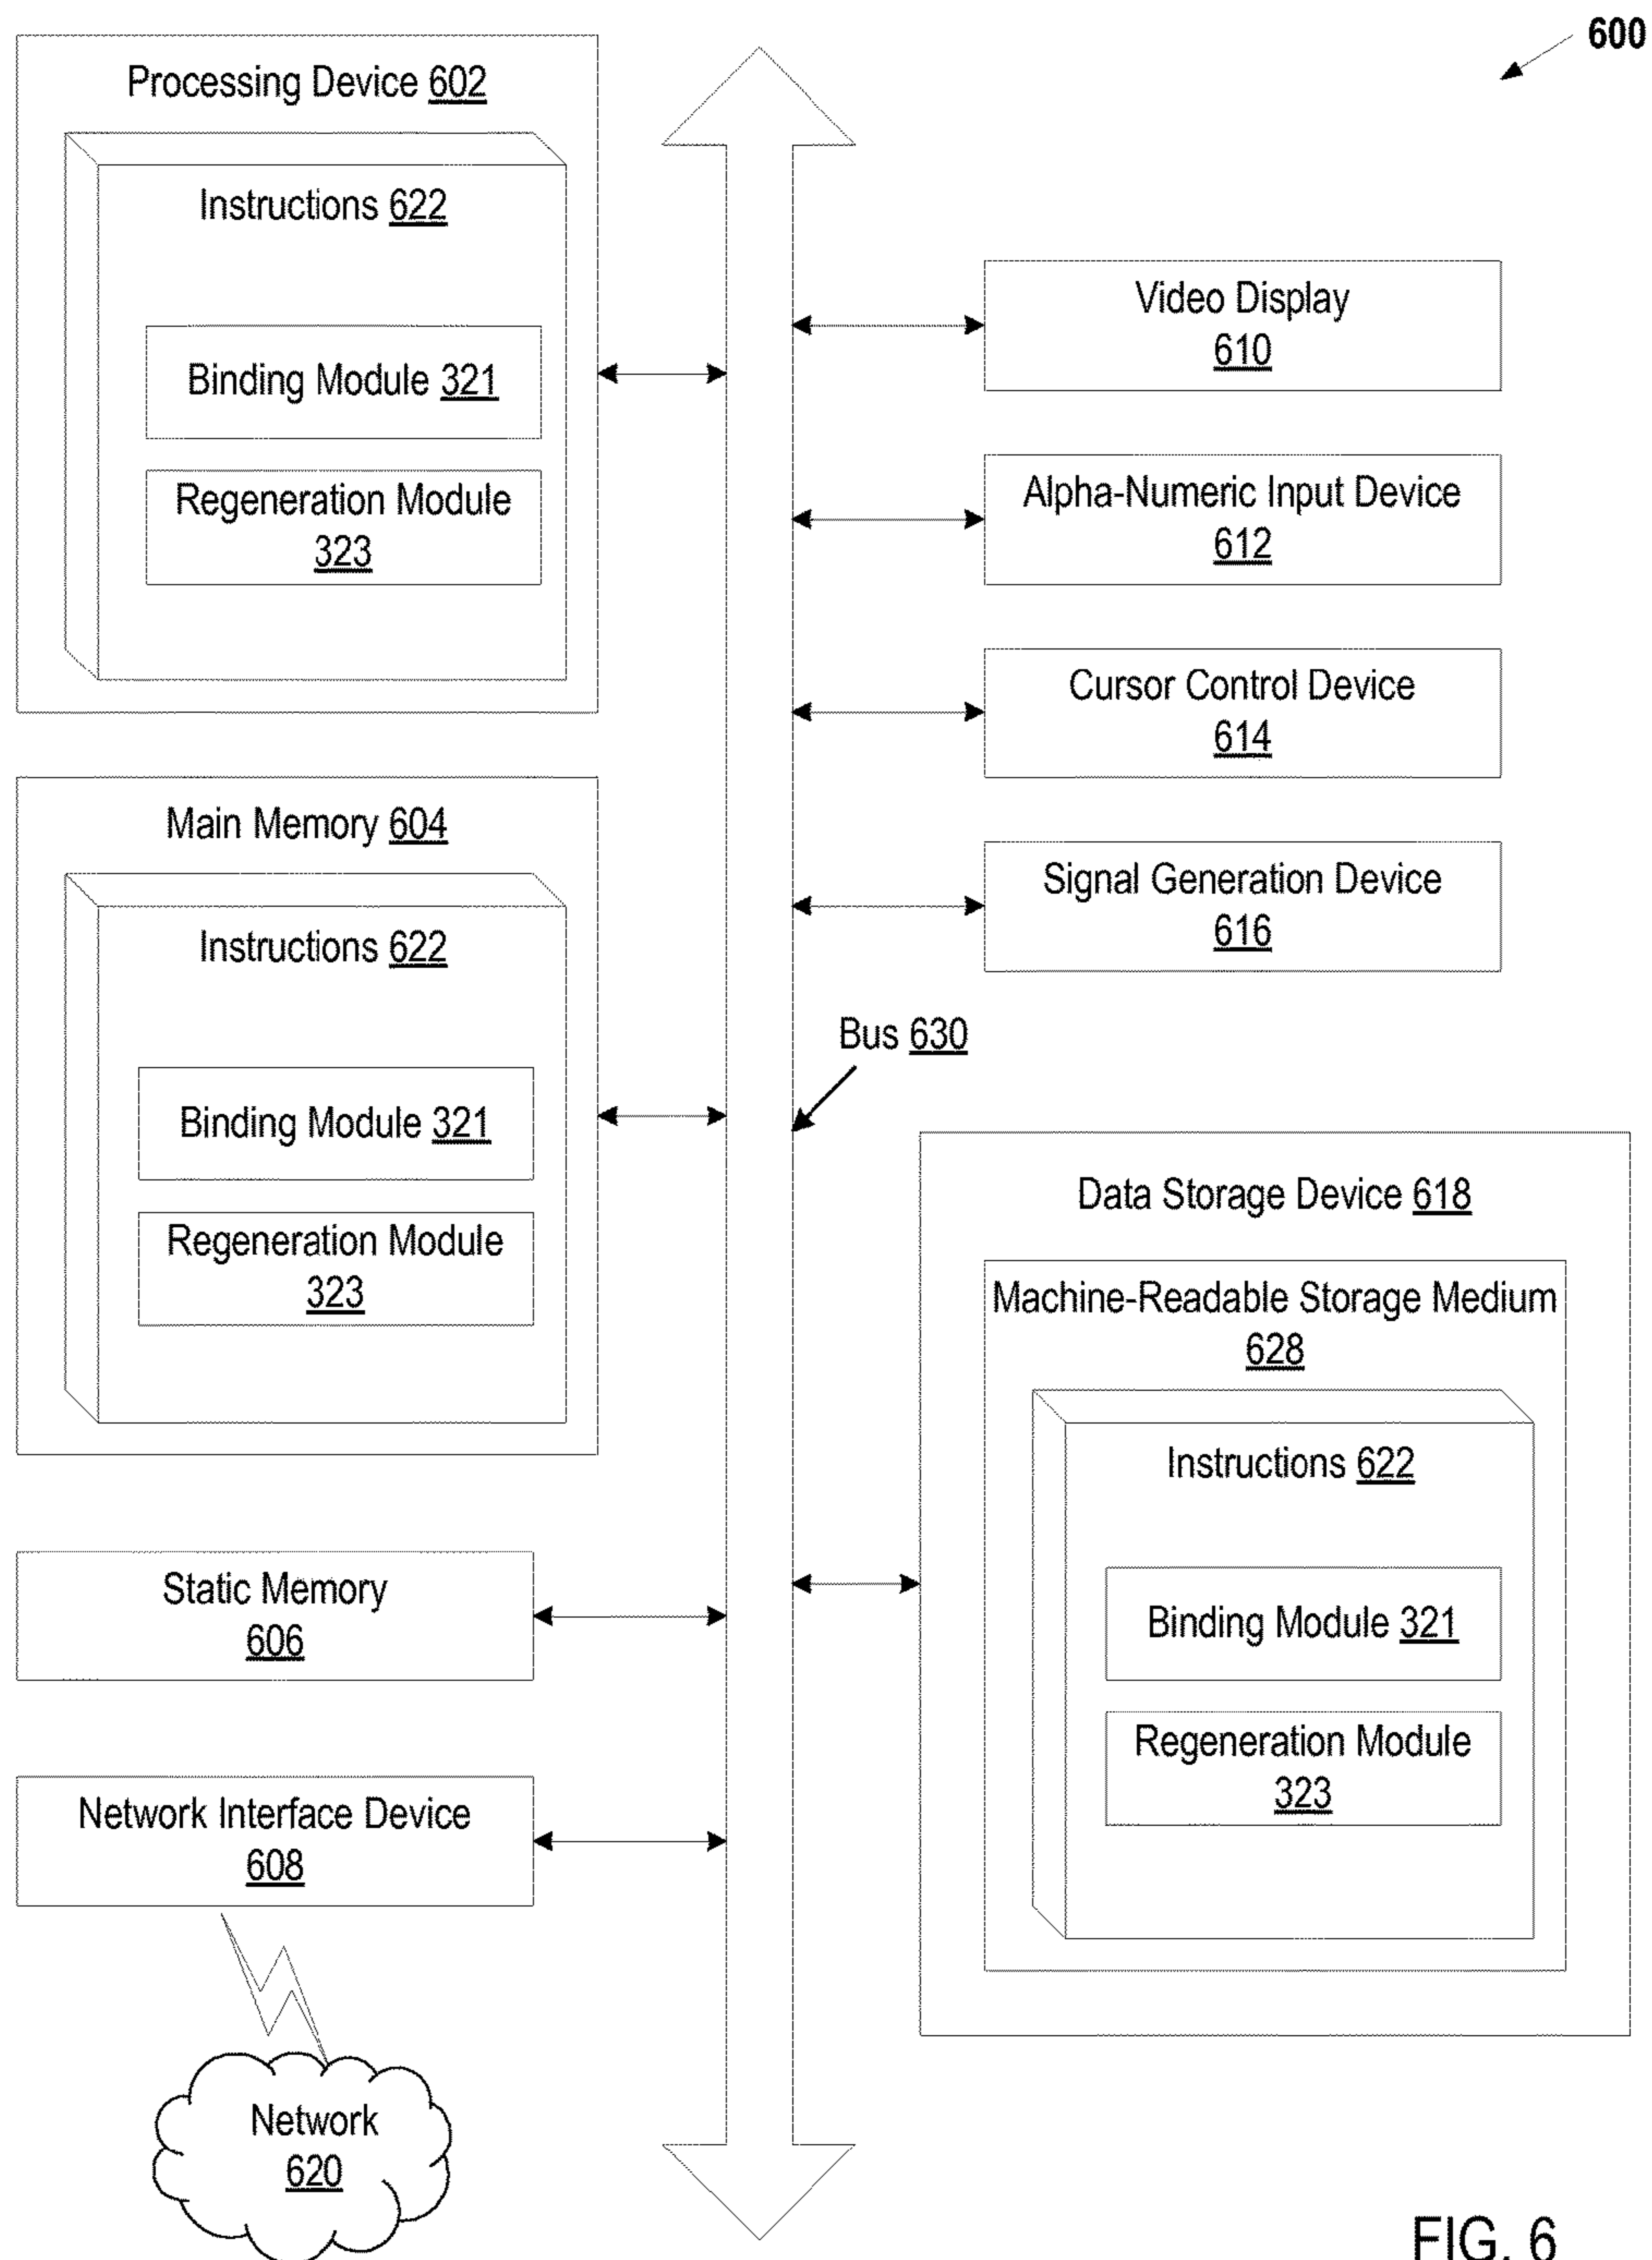 600
Processing Device 602
Instructions 622
Binding Module 321
Regeneration Module
323
Main Memory 604
Instructions 622
Binding Module 321
Regeneration Module
323
Static Memory
606
Network Interface Device
608
Network
620
Video Display
610
Alpha-Numeric Input Device
612
Cursor Control Device
614
Signal Generation Device
616
Bus 630
Data Storage Device 618
Machine-Readable Storage Medium
628
Instructions 622
Binding Module 321
Regeneration Module
323
FIG. 6